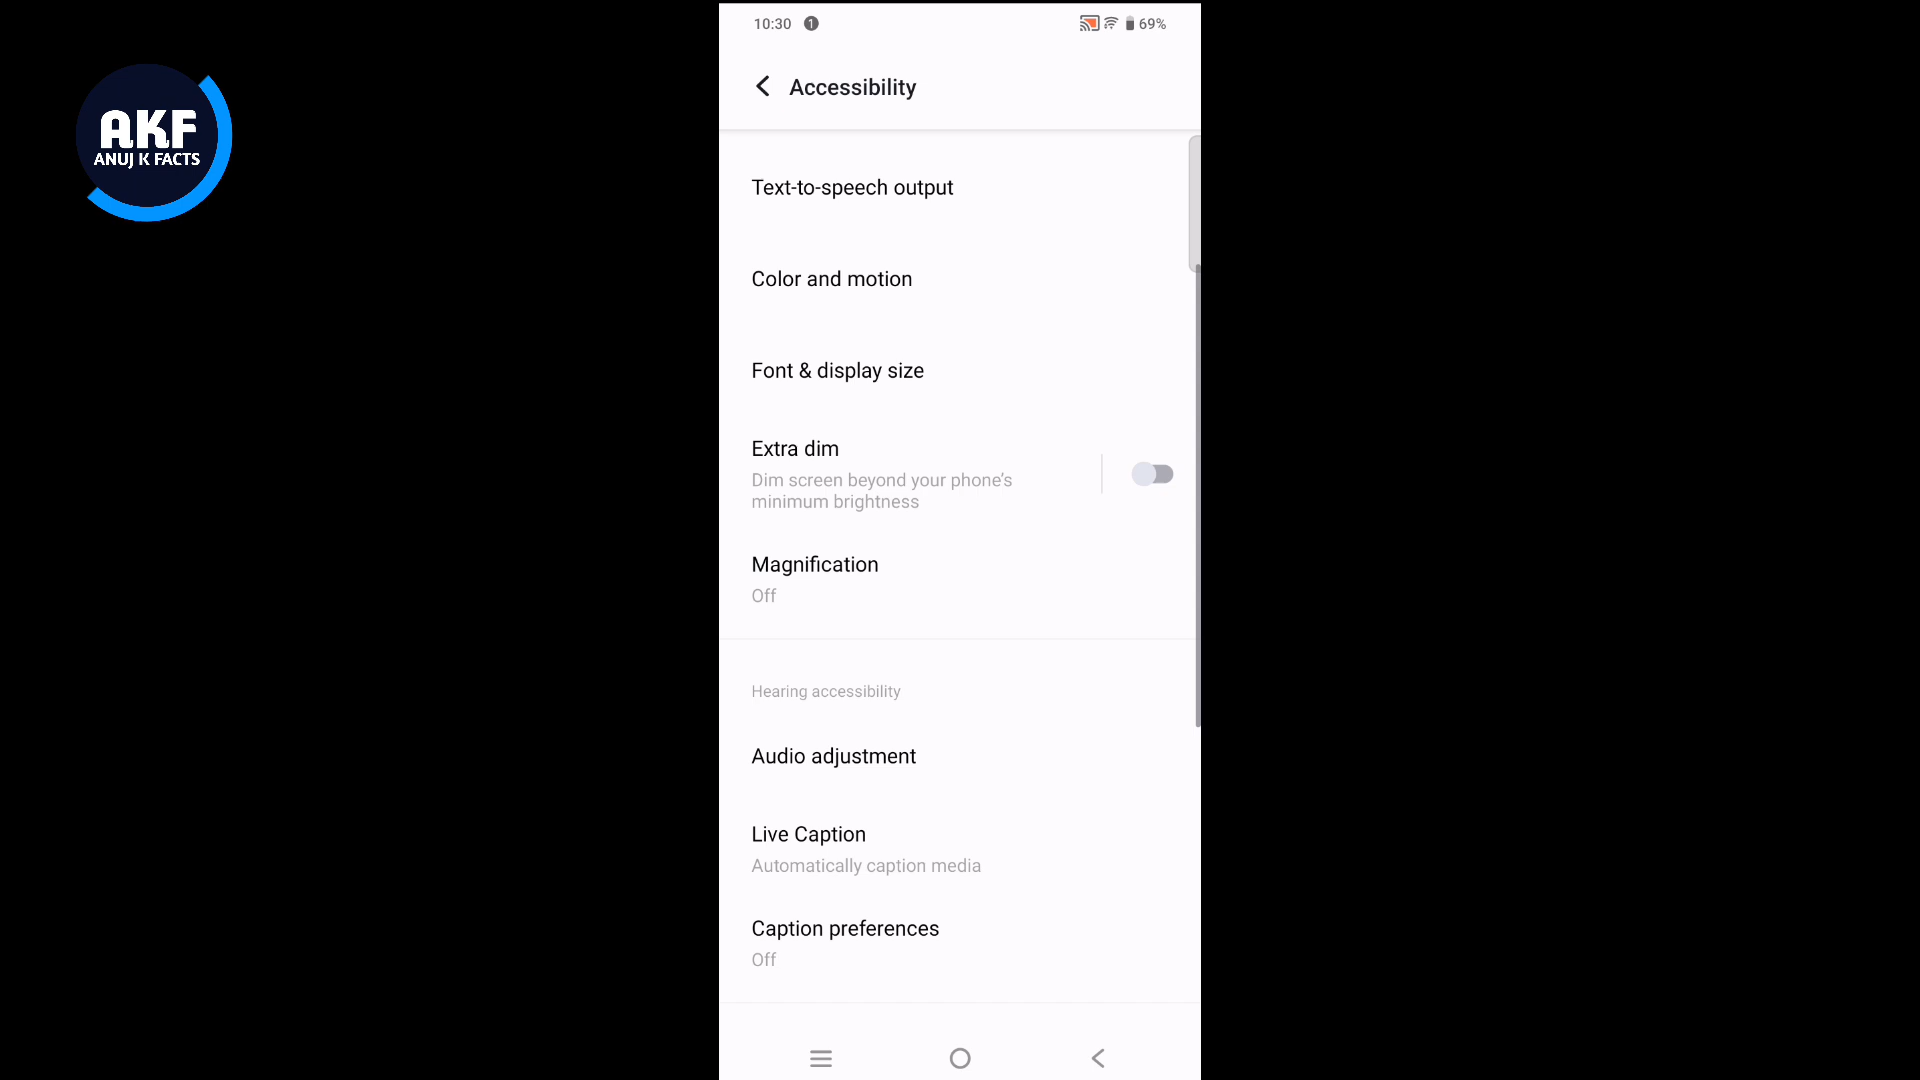 AKF
ANUJ K FACTS
10:30 1
69%
Accessibility
Text-to-speech output
Color and motion
Font & display size
Extra dim
Dim screen beyond your phone’s
minimum brightness
Magnification
Off
Hearing accessibility
Audio adjustment
Live Caption
Automatically caption media
Caption preferences
Off